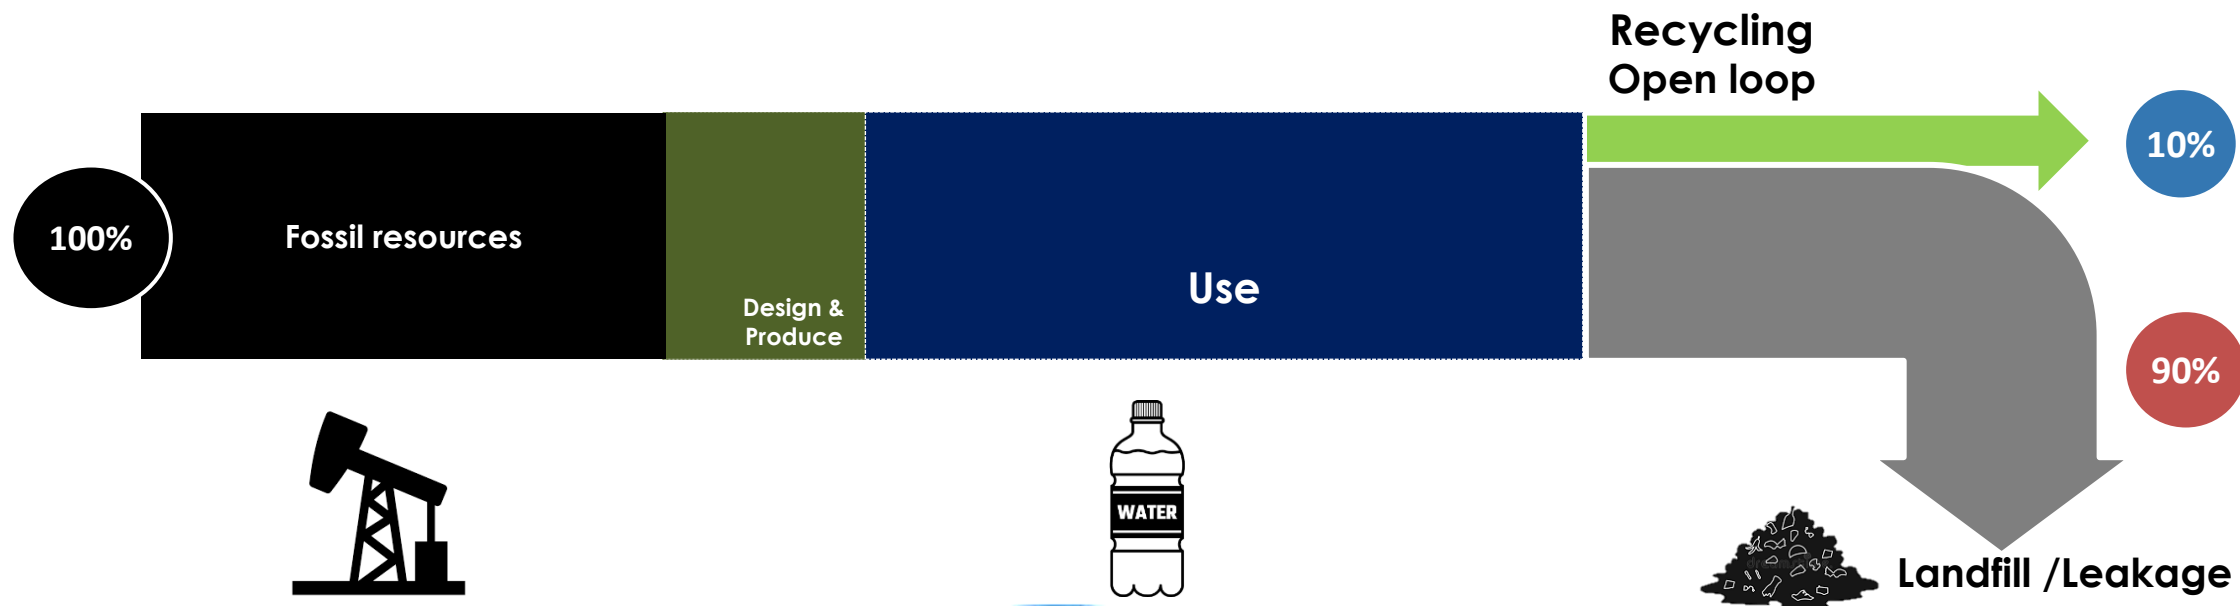 Recycling
Open loop
10%
100%
Fossil resources
Design &
Produce
Use
90%
WATER
Landfill /Leakage